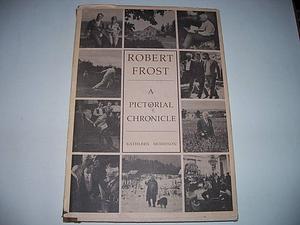 ROBERT
FROST
A
PICTORIAL
CHRONICLE
KATHLEEN MORRISON